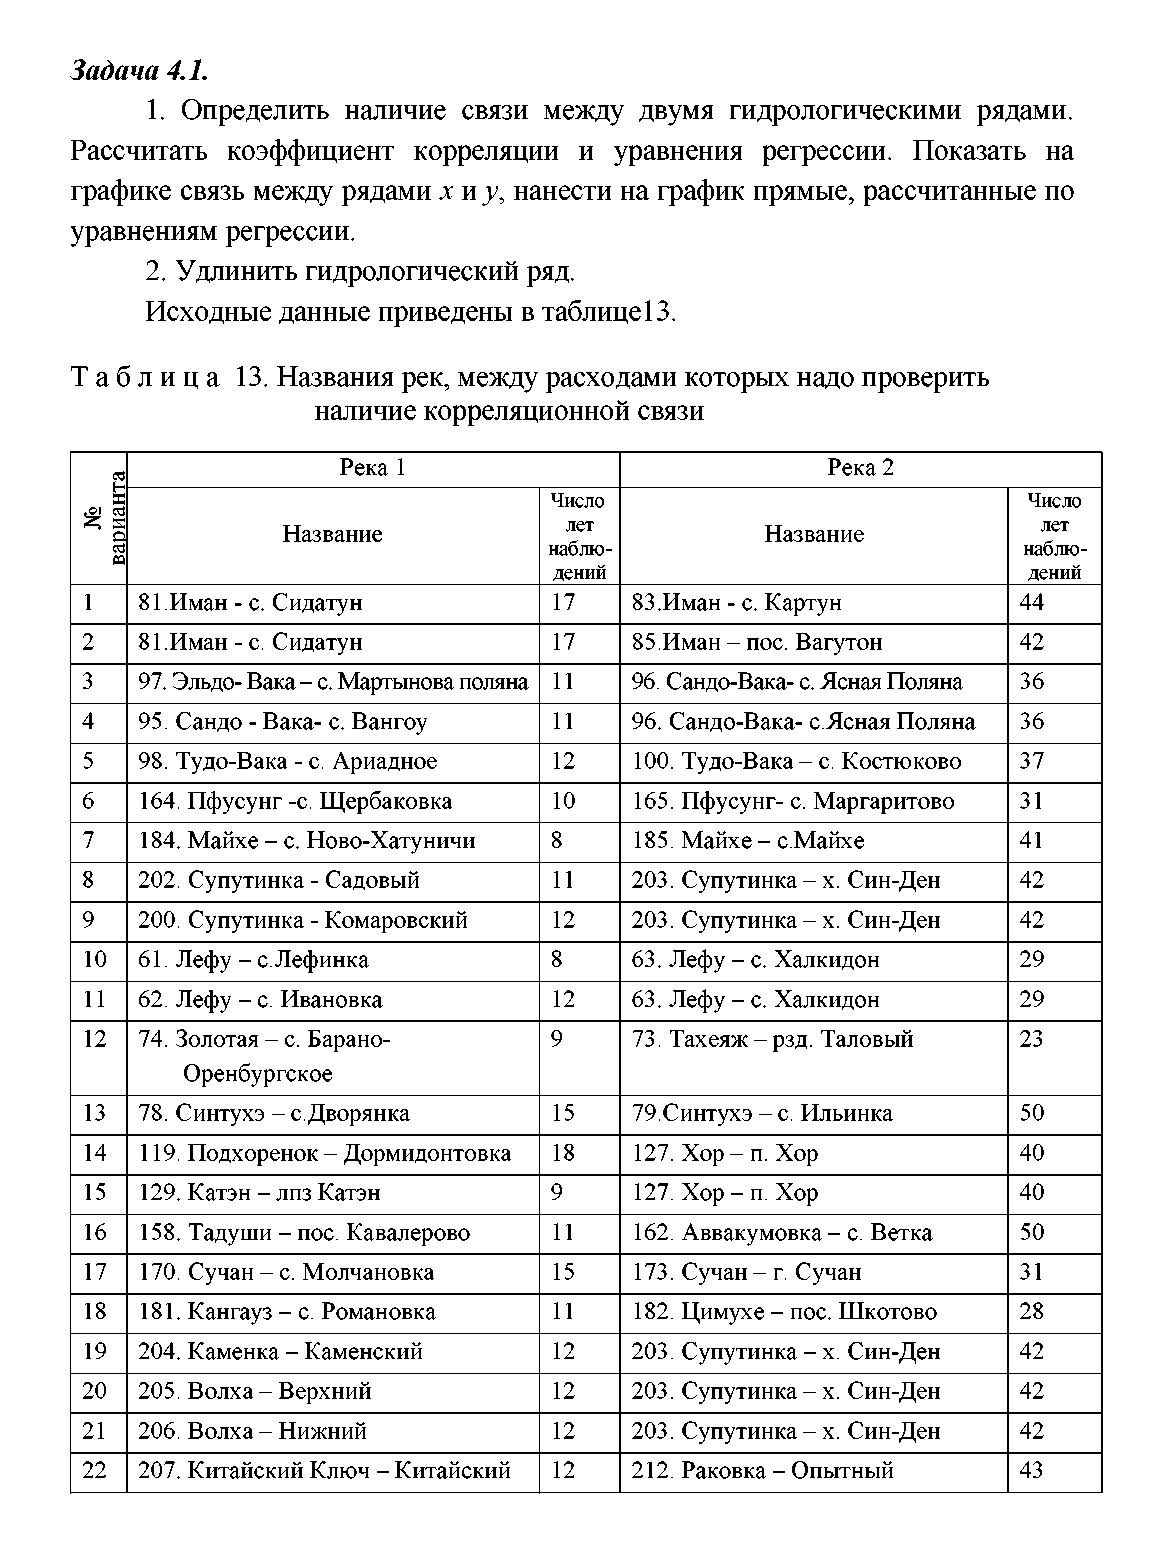 Задача 4.1.
1. Определить наличие связи между двумя гидрологическими рядами.
Рассчитать коэффициент корреляции и уравнения регрессии. Показать на
графике связь между рядами x и y, нанести на график прямые, рассчитанные по
уравнениям регрессии.
2. Удлинить гидрологический ряд.
Исходные данные приведены в таблице13.
Т а б л и ц а 13. Названия рек, между расходами которых надо проверить
наличие корреляционной связи
№
варианта
Река 1
Река 2
Название
Число
лет
наблю-
дений
Название
Число
лет
наблю-
дений
1 81.Иман - с. Сидатун 17 83.Иман - с. Картун 44
2 81.Иман - с. Сидатун 17 85.Иман – пос. Вагутон 42
3 97. Эльдо- Вака – с. Мартынова поляна 11 96. Сандо-Вака- с. Ясная Поляна 36
4 95. Сандо - Вака- с. Вангоу 11 96. Сандо-Вака- с.Ясная Поляна 36
5 98. Тудо-Вака - с. Ариадное 12 100. Тудо-Вака – с. Костюково 37
6 164. Пфусунг -с. Щербаковка 10 165. Пфусунг- с. Маргаритово 31
7 184. Майхе – с. Ново-Хатуничи 8 185. Майхе – с.Майхе 41
8 202. Супутинка - Садовый 11 203. Супутинка – х. Син-Ден 42
9 200. Супутинка - Комаровский 12 203. Супутинка – х. Син-Ден 42
10 61. Лефу – с.Лефинка 8 63. Лефу – с. Халкидон 29
11 62. Лефу – с. Ивановка 12 63. Лефу – с. Халкидон 29
12 74. Золотая – с. Барано- 9 73. Тахеяж – рзд. Таловый 23
Оренбургское
13 78. Синтухэ – с.Дворянка 15 79.Синтухэ – с. Ильинка 50
14 119. Подхоренок – Дормидонтовка 18 127. Хор – п. Хор 40
15 129. Катэн – лпз Катэн 9 127. Хор – п. Хор 40
16 158. Тадуши – пос. Кавалерово 11 162. Аввакумовка – с. Ветка 50
17 170. Сучан – с. Молчановка 15 173. Сучан – г. Сучан 31
18 181. Кангауз – с. Романовка 11 182. Цимухе – пос. Шкотово 28
19 204. Каменка – Каменский 12 203. Супутинка – х. Син-Ден 42
20 205. Волха – Верхний 12 203. Супутинка – х. Син-Ден 42
21 206. Волха – Нижний 12 203. Супутинка – х. Син-Ден 42
22 207. Китайский Ключ – Китайский 12 212. Раковка – Опытный 43